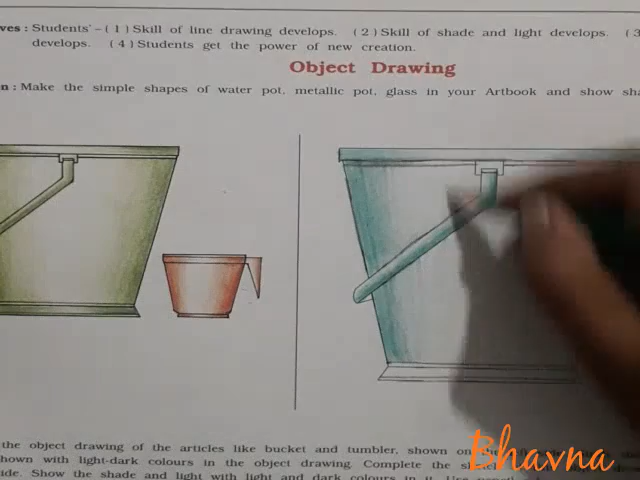 ves : Students' – ( 1 ) Skill of line drawing develops. ( 2 ) Skill of shade and light develops. ( 3
develops. ( 4 ) Students get the power of new creation.
Object Drawing
n : Make the simple shapes of water pot, metallic pot, glass in your Artbook and show sha
the object drawing of the articles like bucket and tumbler, shown on
hown with light-dark colours in the object drawing. Complete the
ide. Show the shade and light with light and dark colours in it.
Bhavna